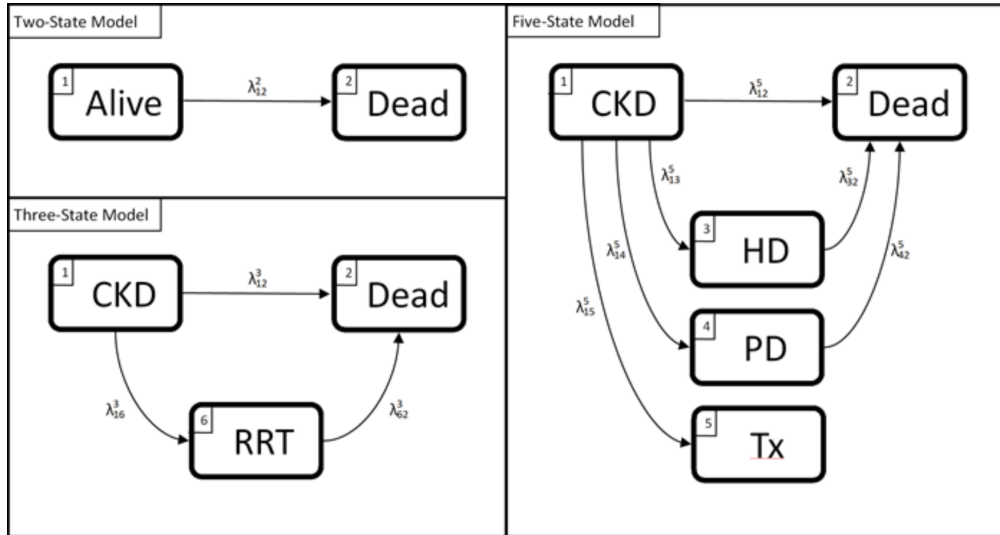 Two-State Model
1
Alive
λ²₁₂
2
Dead
Three-State Model
1
CKD
λ³₁₂
2
Dead
λ³₁₆
6
RRT
λ³₆₂
Five-State Model
1
CKD
λ⁵₁₂
2
Dead
λ⁵₁₃
λ⁵₃₂
3
HD
λ⁵₁₄
λ⁵₄₂
λ⁵₁₅
4
PD
5
Tx